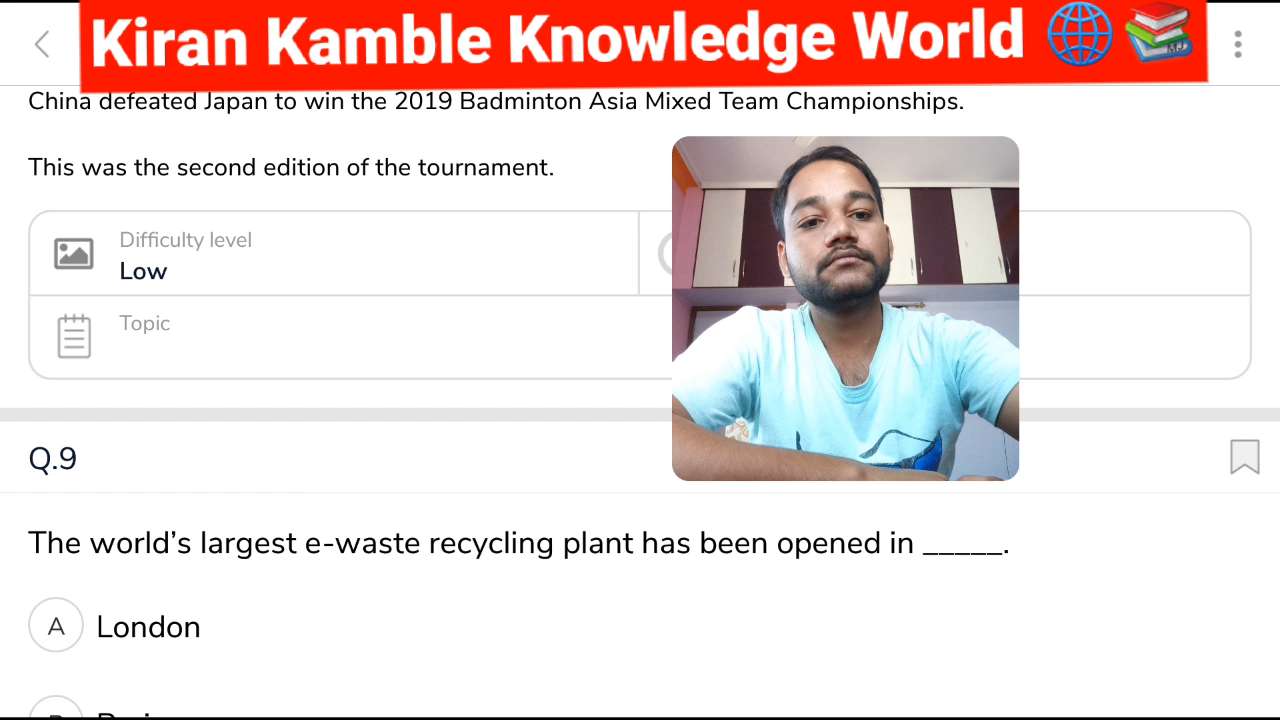 Kiran Kamble Knowledge World
MJ
China defeated Japan to win the 2019 Badminton Asia Mixed Team Championships.
This was the second edition of the tournament.
Difficulty level
Low
Topic
Q.9
The world’s largest e-waste recycling plant has been opened in _____.
A London